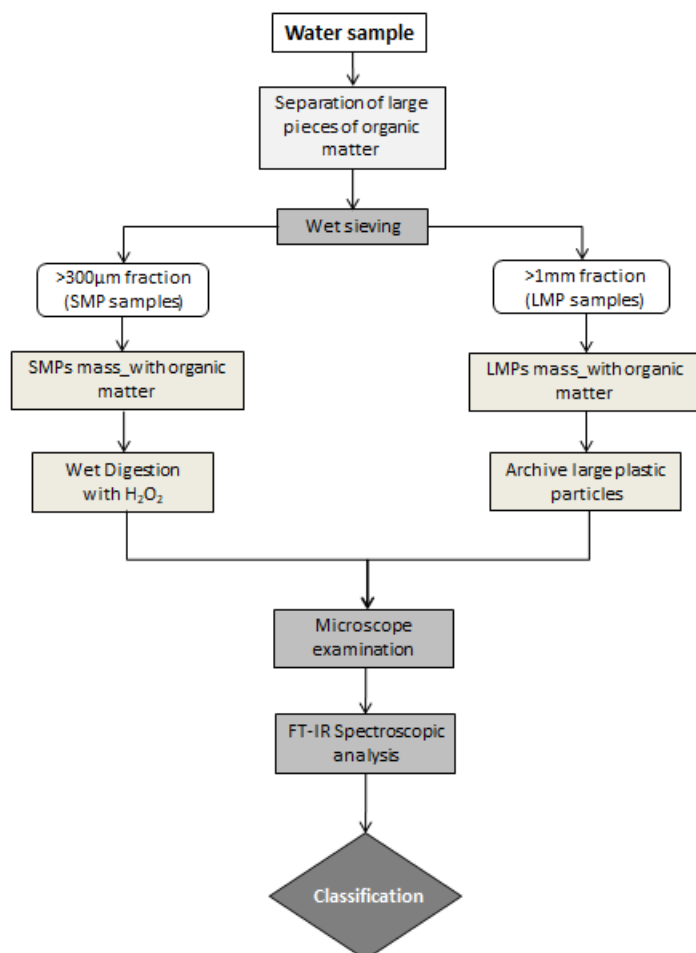 Water sample
Separation of large
pieces of organic
matter
Wet sieving
>300µm fraction
(SMP samples)
>1mm fraction
(LMP samples)
SMPs mass_with organic
matter
LMPs mass_with organic
matter
Wet Digestion
with H₂O₂
Archive large plastic
particles
Microscope
examination
FT-IR Spectroscopic
analysis
Classification